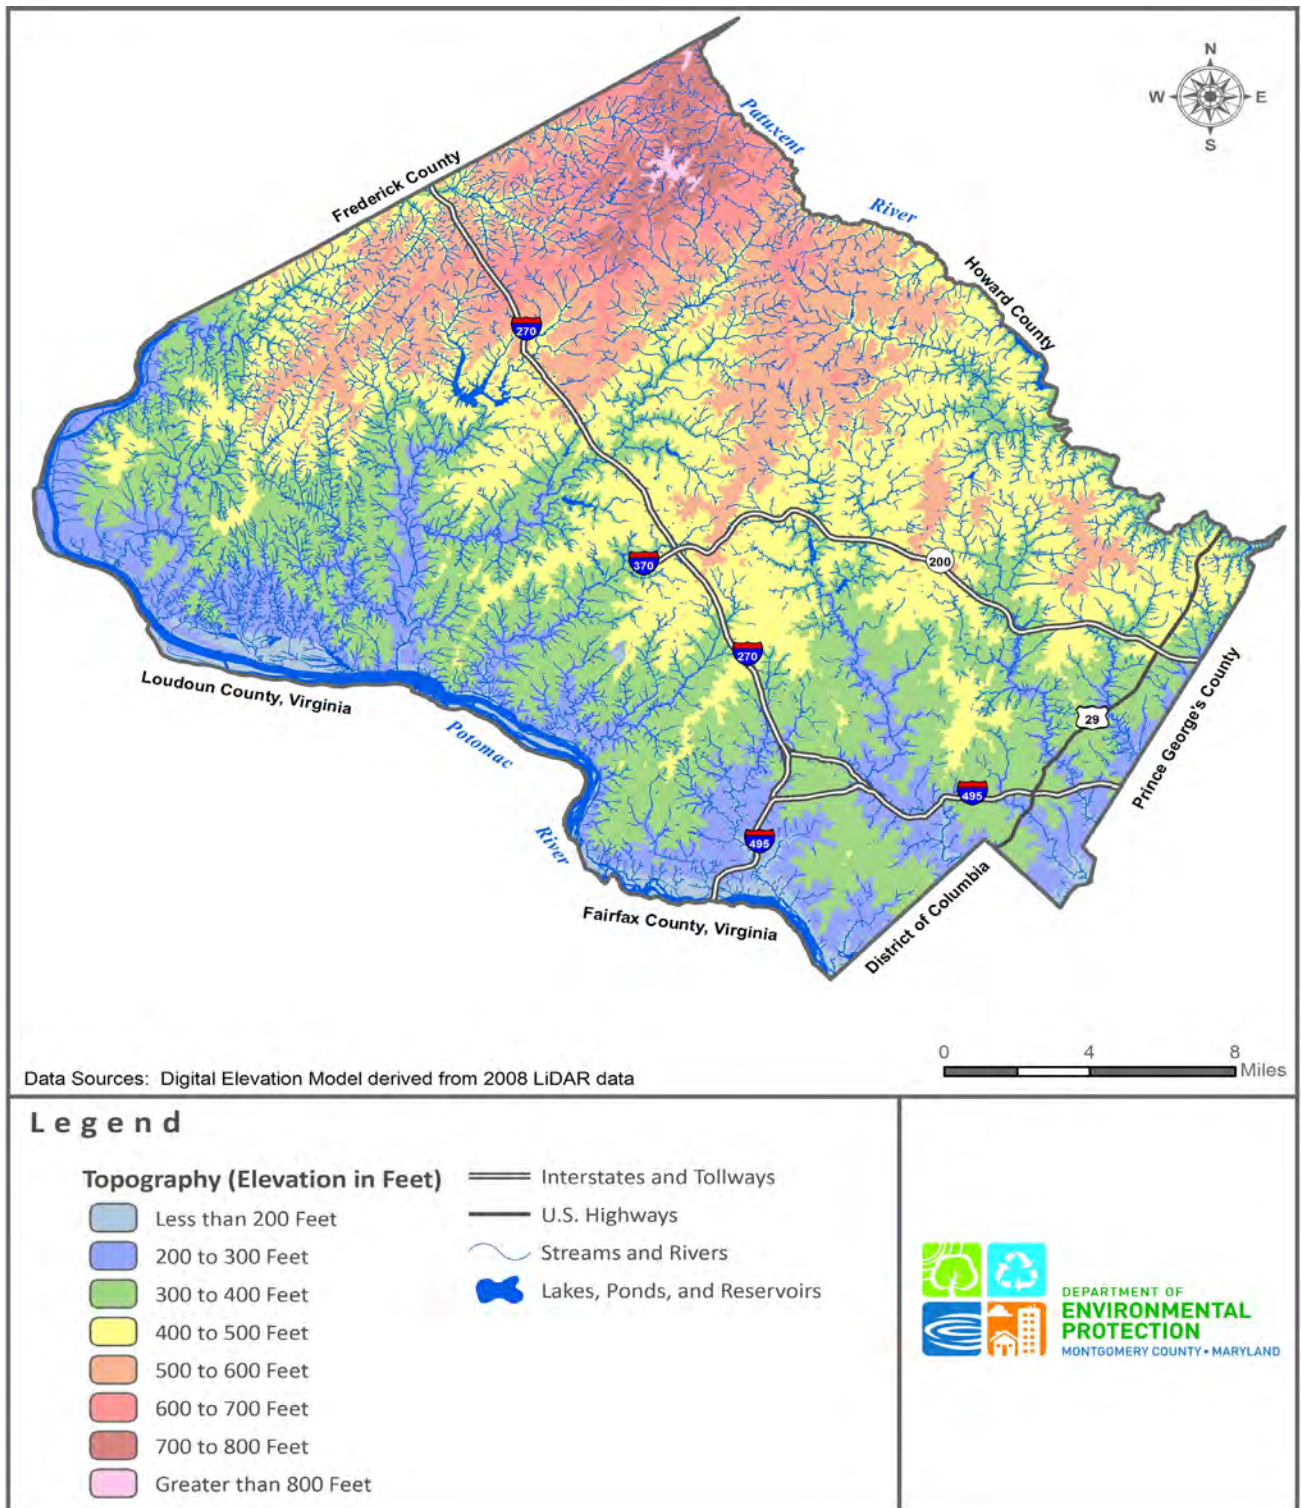 N
W E
S
Patuxent
River
Frederick County
Howard County
270
370
200
270
29
495
495
Loudoun County, Virginia
Potomac
River
Prince George's County
Fairfax County, Virginia
District of Columbia
0 4 8
Miles
Data Sources: Digital Elevation Model derived from 2008 LiDAR data
Legend
Topography (Elevation in Feet)
Less than 200 Feet
200 to 300 Feet
300 to 400 Feet
400 to 500 Feet
500 to 600 Feet
600 to 700 Feet
700 to 800 Feet
Greater than 800 Feet
Interstates and Tollways
U.S. Highways
Streams and Rivers
Lakes, Ponds, and Reservoirs
DEPARTMENT OF
ENVIRONMENTAL
PROTECTION
MONTGOMERY COUNTY • MARYLAND